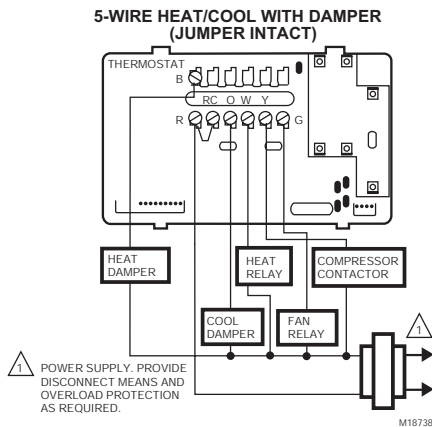 5-WIRE HEAT/COOL WITH DAMPER
(JUMPER INTACT)
THERMOSTAT
B
RC O W Y
R
G
HEAT
DAMPER
HEAT
RELAY
COMPRESSOR
CONTACTOR
COOL
DAMPER
FAN
RELAY
1
1 POWER SUPPLY. PROVIDE
DISCONNECT MEANS AND
OVERLOAD PROTECTION
AS REQUIRED.
M18738